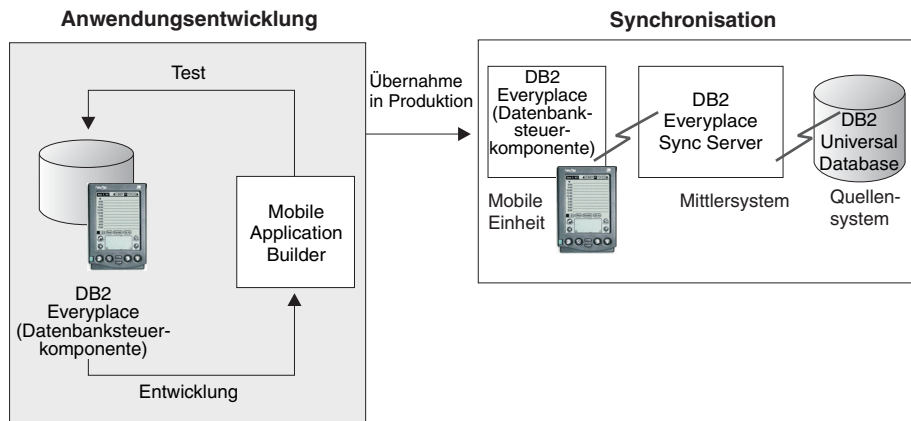 Anwendungsentwicklung
Test
DB2
Everyplace
(Datenbanksteuer-
komponente)
Mobile
Application
Builder
Entwicklung
Übernahme
in Produktion
Synchronisation
DB2
Everyplace
(Datenbank-
steuer-
komponente)
Mobile
Einheit
DB2
Everyplace
Sync Server
Mittlersystem
DB2
Universal
Database
Quellen-
system